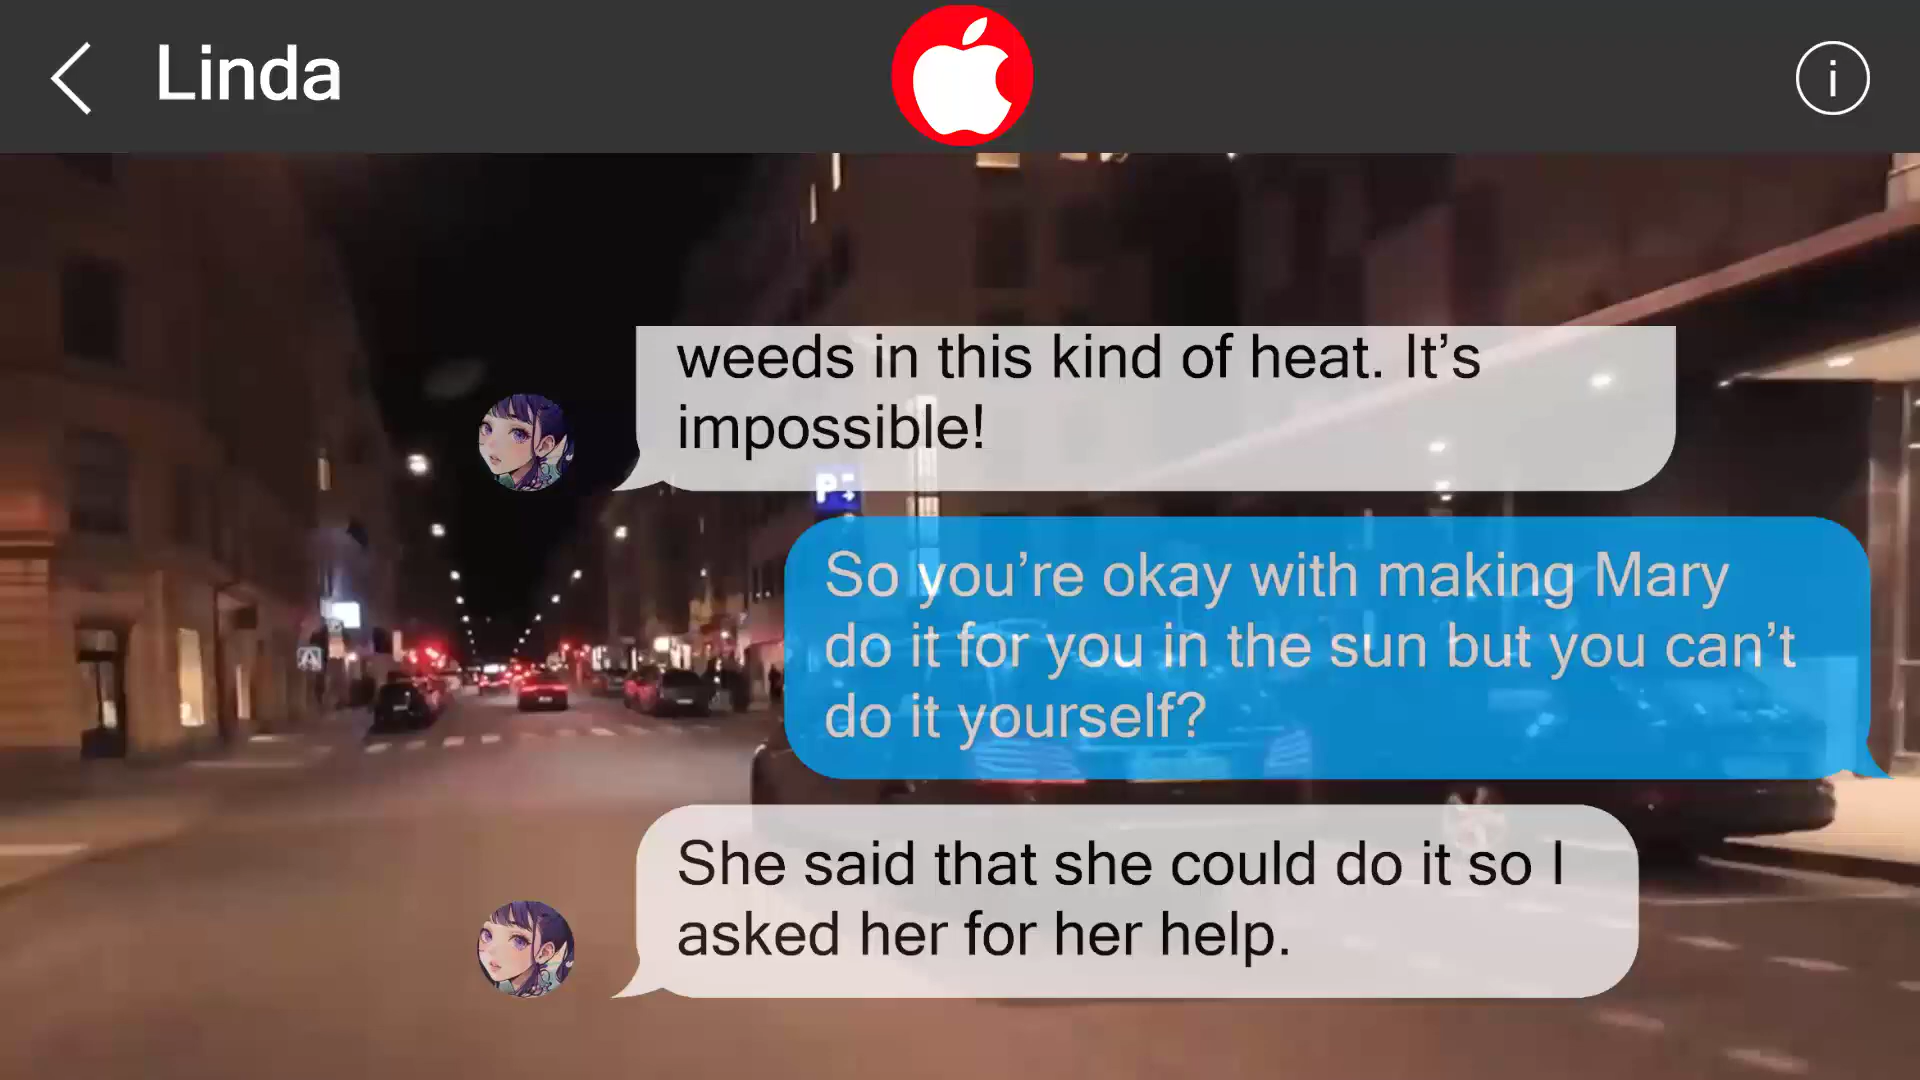 Linda
weeds in this kind of heat. It’s
impossible!
P
So you’re okay with making Mary
do it for you in the sun but you can’t
do it yourself?
She said that she could do it so I
asked her for her help.